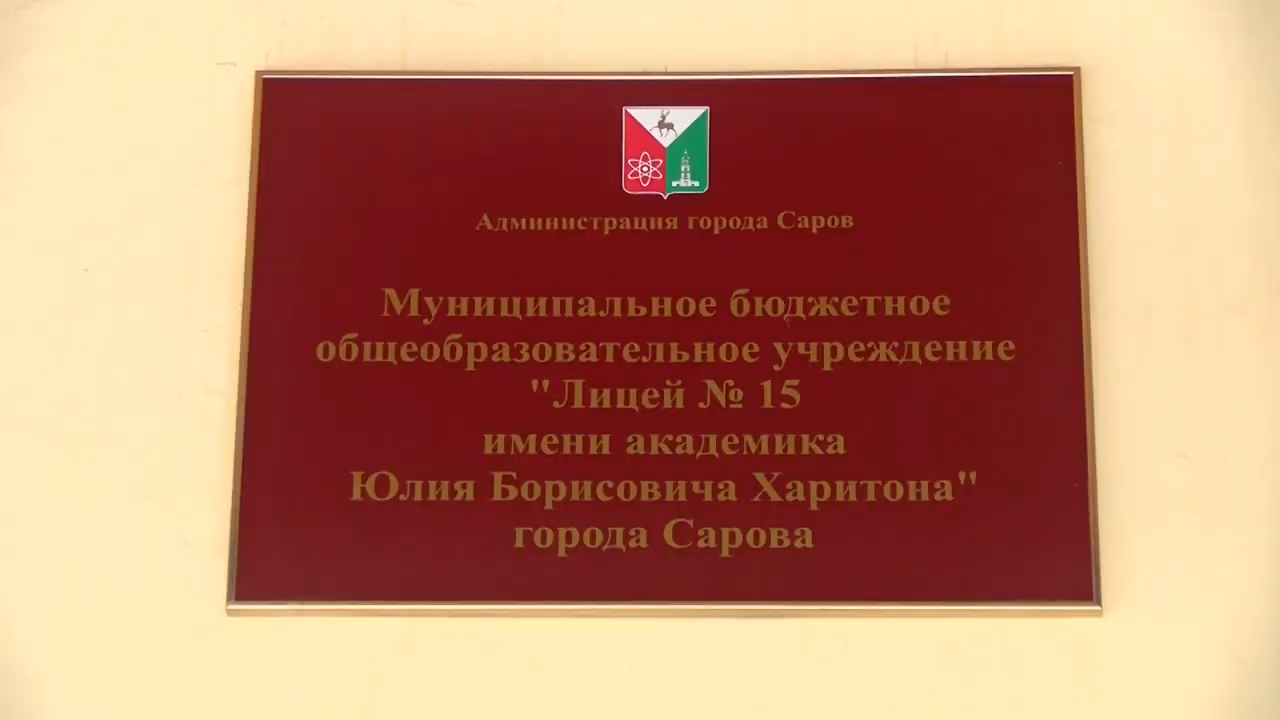 Администрация города Саров
Муниципальное бюджетное
общеобразовательное учреждение
"Лицей № 15
имени академика
Юлия Борисовича Харитона"
города Сарова